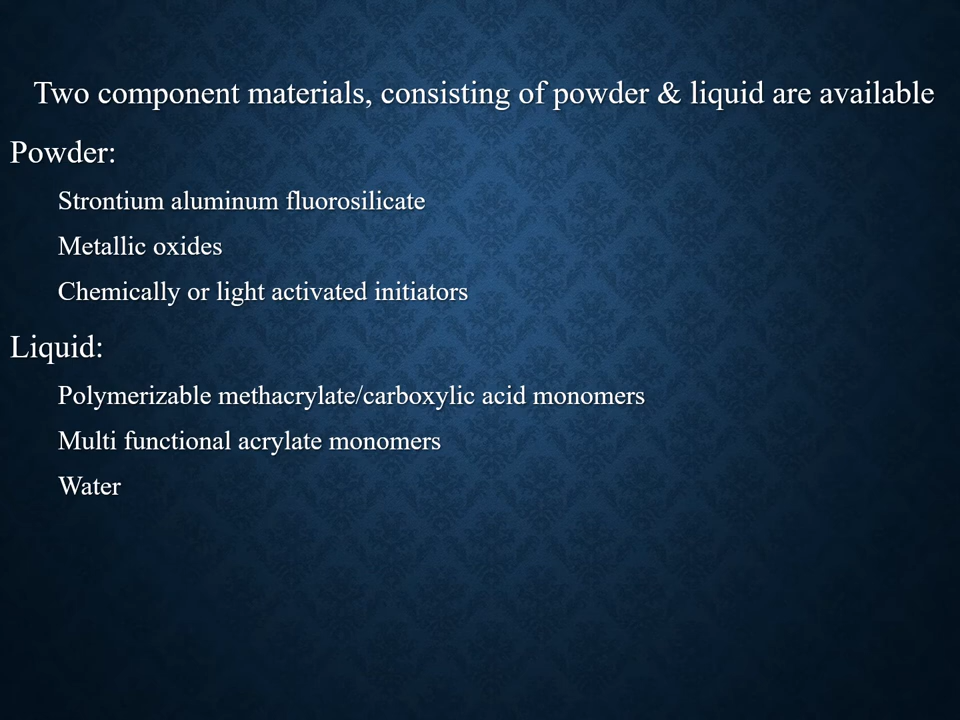 Two component materials, consisting of powder & liquid are available
Powder:
Strontium aluminum fluorosilicate
Metallic oxides
Chemically or light activated initiators
Liquid:
Polymerizable methacrylate/carboxylic acid monomers
Multi functional acrylate monomers
Water